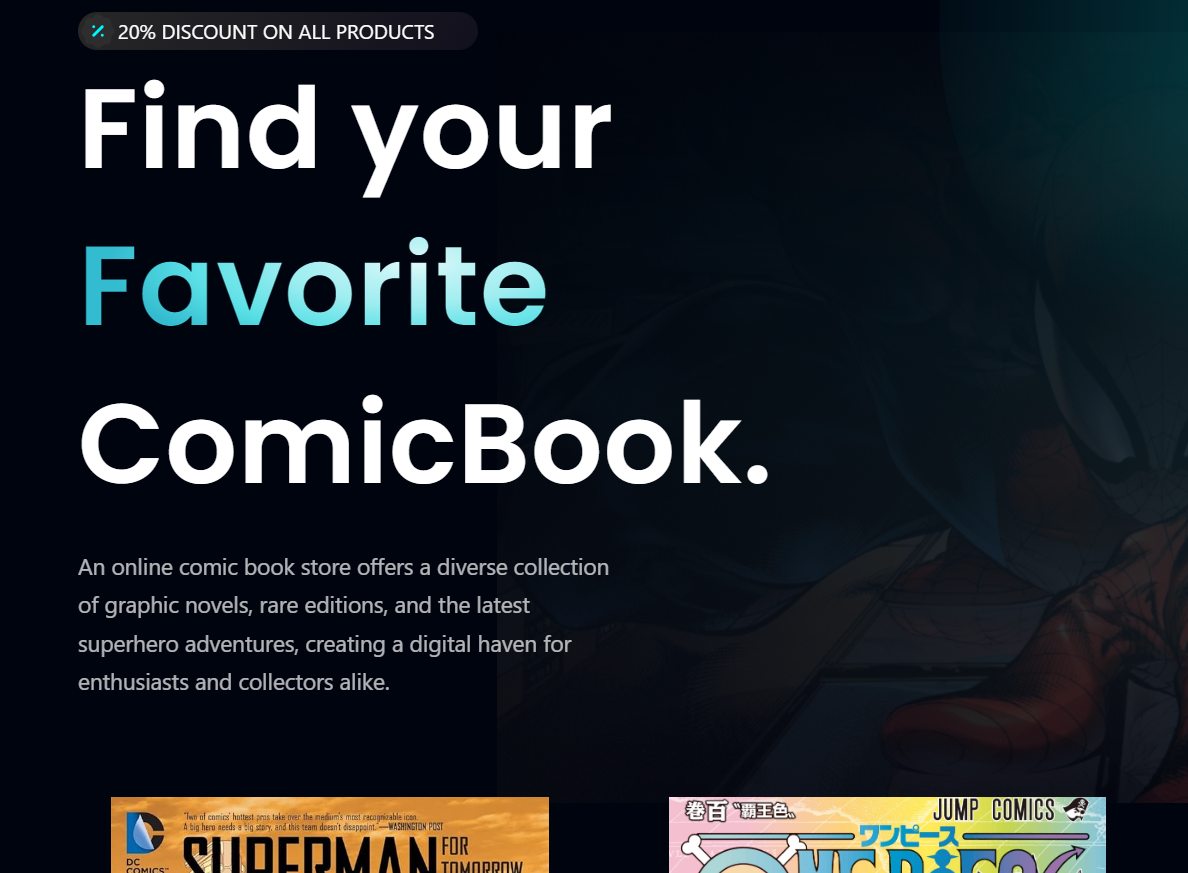 20% DISCOUNT ON ALL PRODUCTS
Find your
Favorite
ComicBook.
An online comic book store offers a diverse collection
of graphic novels, rare editions, and the latest
superhero adventures, creating a digital haven for
enthusiasts and collectors alike.
"Two of comics' hottest pros take over the medium's most recognizable icon.
A big hero needs a big story, and this team doesn't disappoint." —WASHINGTON POST
DC
COMICS™
SUPERMAN FOR
TOMORROW
巻百 〝覇王色〟
JUMP COMICS
ワンピース
ONE PIECE